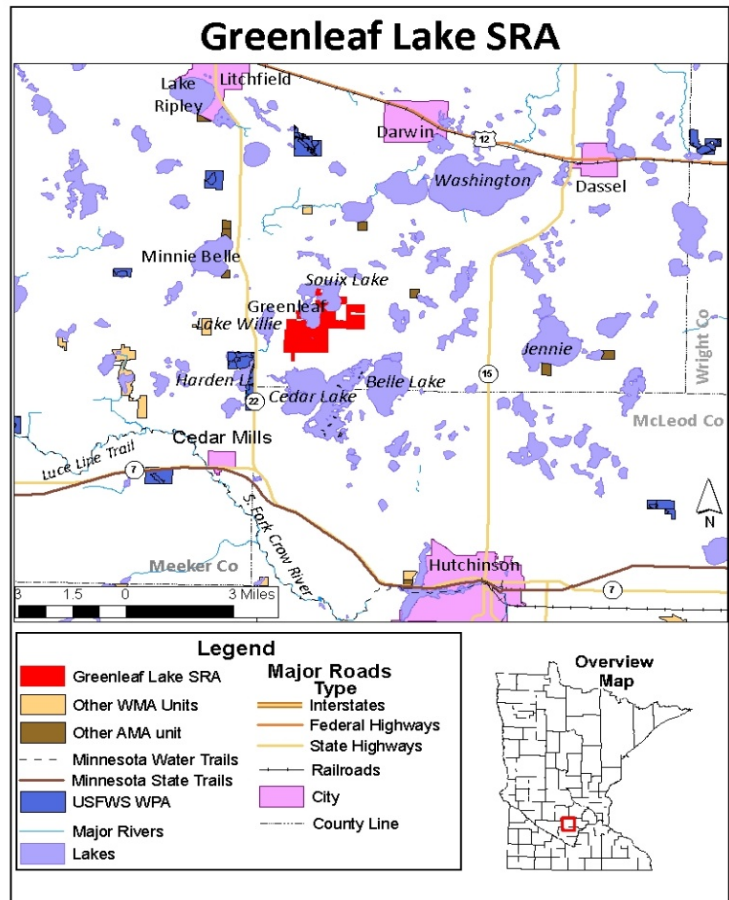 Greenleaf Lake SRA
Litchfield
Lake
Ripley
Darwin
12
Washington
Dassel
Minnie Belle
Souix Lake
Greenleaf
Lake Willie
Wright Co
Jennie
15
Harden L.
Belle Lake
Cedar Lake
22
McLeod Co
Cedar Mills
Luce Line Trail
7
S. Fork Crow River
N
Meeker Co
Hutchinson
7
3 1.5 0 3 Miles
Legend
Greenleaf Lake SRA
Other WMA Units
Other AMA unit
Minnesota Water Trails
Minnesota State Trails
USFWS WPA
Major Rivers
Lakes
Major Roads
Type
Interstates
Federal Highways
State Highways
Railroads
City
County Line
Overview
Map